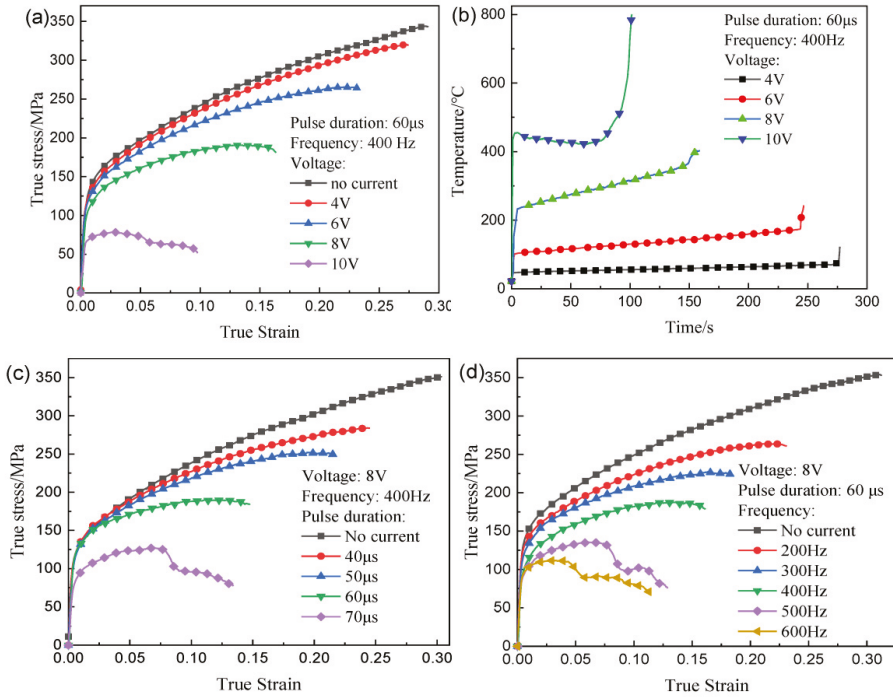 (a)
350
300
250
200
150
100
50
0
True stress/MPa
Pulse duration: 60μs
Frequency: 400 Hz
Voltage:
no current
4V
6V
8V
10V
0.00 0.05 0.10 0.15 0.20 0.25 0.30
True Strain
(b)
800
600
400
200
0
Temperature/℃
Pulse duration: 60μs
Frequency: 400Hz
Voltage:
4V
6V
8V
10V
0 50 100 150 200 250 300
Time/s
(c)
350
300
250
200
150
100
50
0
True stress/MPa
Voltage: 8V
Frequency: 400Hz
Pulse duration:
No current
40μs
50μs
60μs
70μs
0.00 0.05 0.10 0.15 0.20 0.25 0.30
True Strain
(d)
350
300
250
200
150
100
50
0
True stress/MPa
Voltage: 8V
Pulse duration: 60 μs
Frequency:
No current
200Hz
300Hz
400Hz
500Hz
600Hz
0.00 0.05 0.10 0.15 0.20 0.25 0.30
True Strain